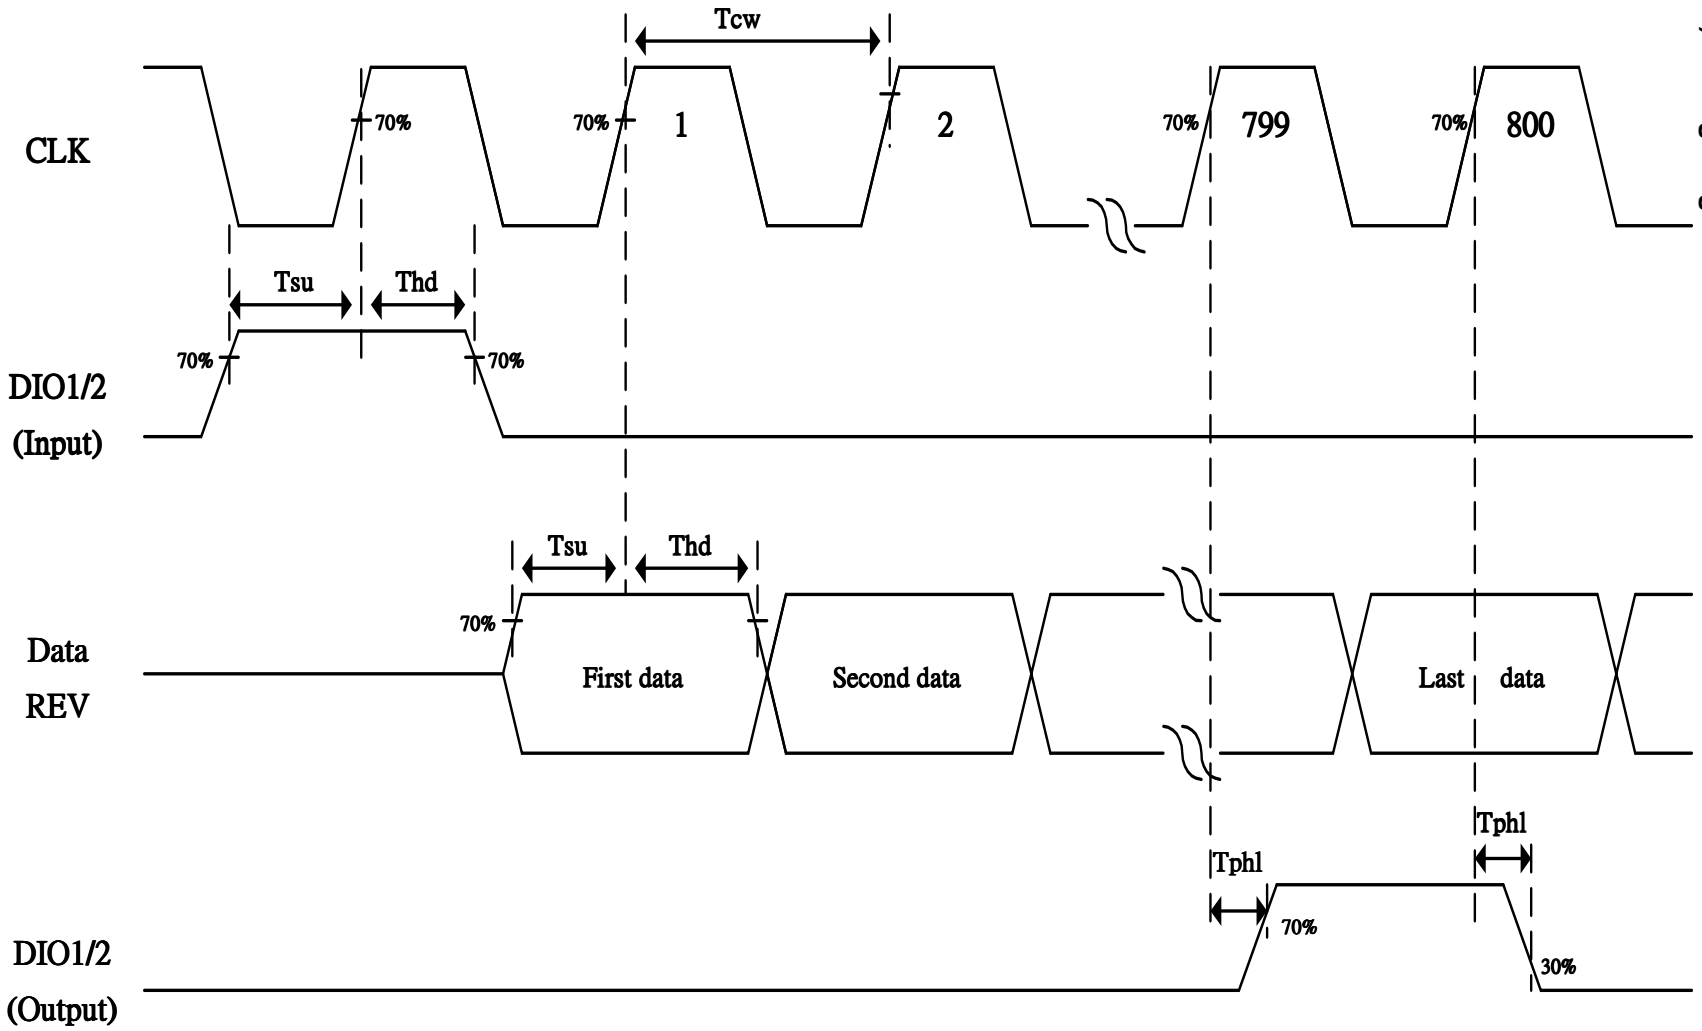 Tcw
CLK
70%
70%
1
2
70%
799
70%
800
Tsu
Thd
70%
70%
DIO1/2
(Input)
Tsu
Thd
70%
Data
REV
First data
Second data
Last data
Tphl
Tphl
70%
30%
DIO1/2
(Output)